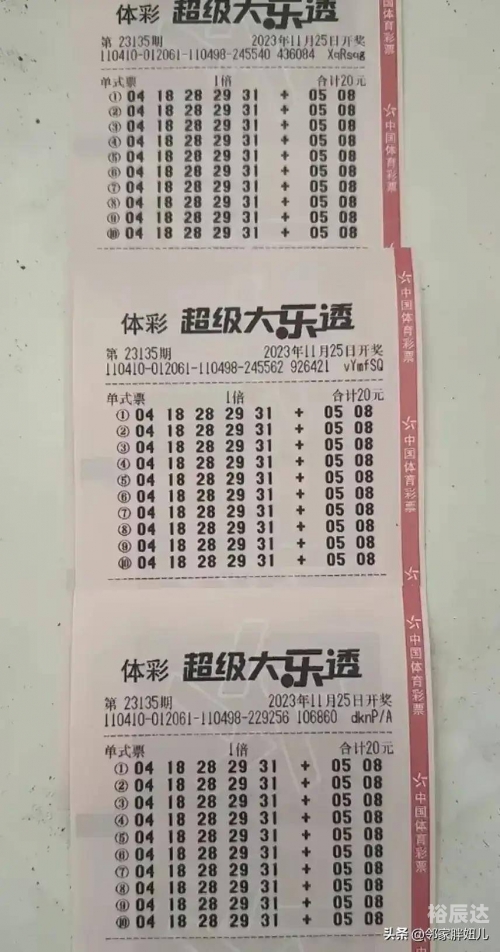 体彩 超级大乐透
第 23135期 2023年11月25日开奖
110410-012061-110498-245540 436084 XqRsqg
单式票 1倍 合计20元
① 04 18 28 29 31 + 05 08
② 04 18 28 29 31 + 05 08
③ 04 18 28 29 31 + 05 08
④ 04 18 28 29 31 + 05 08
⑤ 04 18 28 29 31 + 05 08
⑥ 04 18 28 29 31 + 05 08
⑦ 04 18 28 29 31 + 05 08
⑧ 04 18 28 29 31 + 05 08
⑨ 04 18 28 29 31 + 05 08
⑩ 04 18 28 29 31 + 05 08
中国体育彩票
体彩 超级大乐透
第 23135期 2023年11月25日开奖
110410-012061-110498-245562 926421 vYmfSQ
单式票 1倍 合计20元
① 04 18 28 29 31 + 05 08
② 04 18 28 29 31 + 05 08
③ 04 18 28 29 31 + 05 08
④ 04 18 28 29 31 + 05 08
⑤ 04 18 28 29 31 + 05 08
⑥ 04 18 28 29 31 + 05 08
⑦ 04 18 28 29 31 + 05 08
⑧ 04 18 28 29 31 + 05 08
⑨ 04 18 28 29 31 + 05 08
⑩ 04 18 28 29 31 + 05 08
中国体育彩票
中国体育彩票
体彩 超级大乐透
第 23135期 2023年11月25日开奖
110410-012061-110498-229256 106860 dknP/A
单式票 1倍 合计20元
① 04 18 28 29 31 + 05 08
② 04 18 28 29 31 + 05 08
③ 04 18 28 29 31 + 05 08
④ 04 18 28 29 31 + 05 08
⑤ 04 18 28 29 31 + 05 08
⑥ 04 18 28 29 31 + 05 08
⑦ 04 18 28 29 31 + 05 08
⑧ 04 18 28 29 31 + 05 08
⑨ 04 18 28 29 31 + 05 08
⑩ 04 18 28 29 31 + 05 08
中国体育彩票
中国体育彩票
裕辰达
头条 @邻家胖妞儿